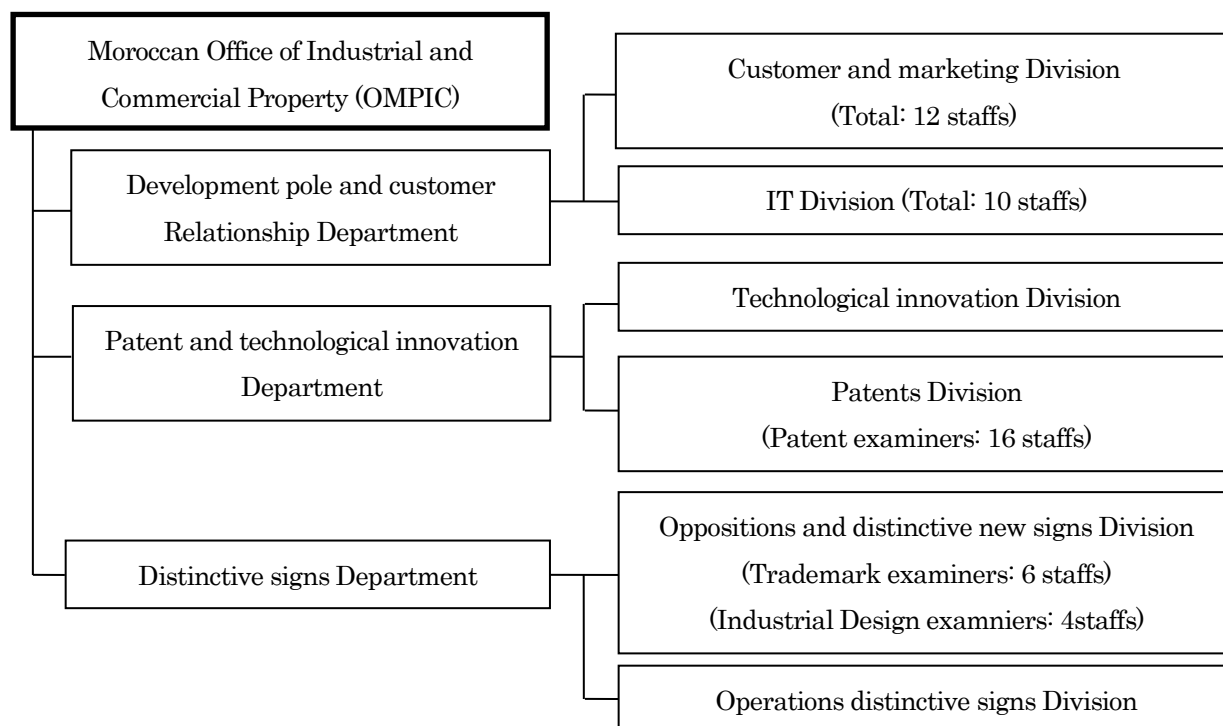 Moroccan Office of Industrial and
Commercial Property (OMPIC)
Customer and marketing Division
(Total: 12 staffs)
Development pole and customer
Relationship Department
IT Division (Total: 10 staffs)
Technological innovation Division
Patent and technological innovation
Department
Patents Division
(Patent examiners: 16 staffs)
Oppositions and distinctive new signs Division
(Trademark examiners: 6 staffs)
(Industrial Design examniers: 4staffs)
Distinctive signs Department
Operations distinctive signs Division